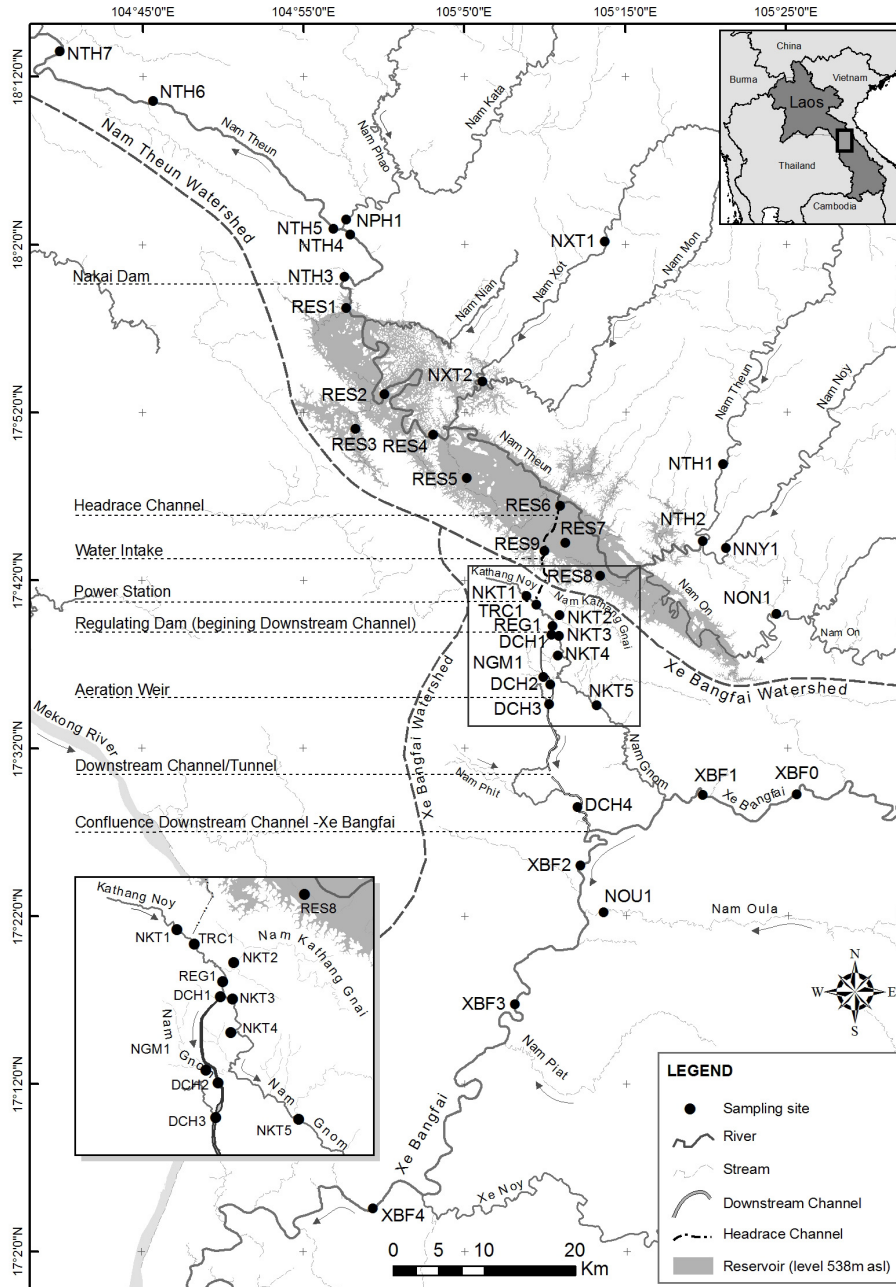 104°45'E
104°55'E
105°5'E
105°15'E
105°25'E
18°12'0"N
18°2'0"N
17°52'0"N
17°42'0"N
17°32'0"N
17°22'0"N
17°12'0"N
17°2'0"N
China
Burma
Vietnam
Laos
Thailand
Cambodia
NTH7
NTH6
Nam Theun
Nam Phao
Nam Kata
Nam Theun Watershed
NPH1
NTH5
NTH4
NXT1
Nam Mon
Nam Xot
Nam Nian
Nakai Dam
NTH3
RES1
NXT2
RES2
RES3
RES4
Nam Theun
Nam Theun
Nam Noy
NTH1
RES5
Headrace Channel
RES6
RES7
NTH2
NNY1
Water Intake
RES9
RES8
Nam On
NON1
Nam On
Power Station
Kathang Noy
NKT1
TRC1
Nam Kathang Gnai
NKT2
REG1
Regulating Dam (begining Downstream Channel)
DCH1
NKT3
NKT4
NGM1
DCH2
NKT5
Aeration Weir
DCH3
Xe Bangfai Watershed
Xe Bangfai Watershed
Mekong River
Nam Gnom
Downstream Channel/Tunnel
Nam Phit
XBF1
XBF0
Xe Bangfai
DCH4
Confluence Downstream Channel -Xe Bangfai
XBF2
NOU1
Nam Oula
XBF3
Nam Piat
Xe Bangfai
Xe Noy
XBF4
Kathang Noy
RES8
NKT1
TRC1
Nam Kathang Gnai
NKT2
REG1
DCH1
NKT3
NKT4
Nam Gnom
NGM1
DCH2
Nam Gnom
DCH3
NKT5
N
W
E
S
LEGEND
Sampling site
River
Stream
Downstream Channel
Headrace Channel
Reservoir (level 538m asl)
0 5 10 20
Km